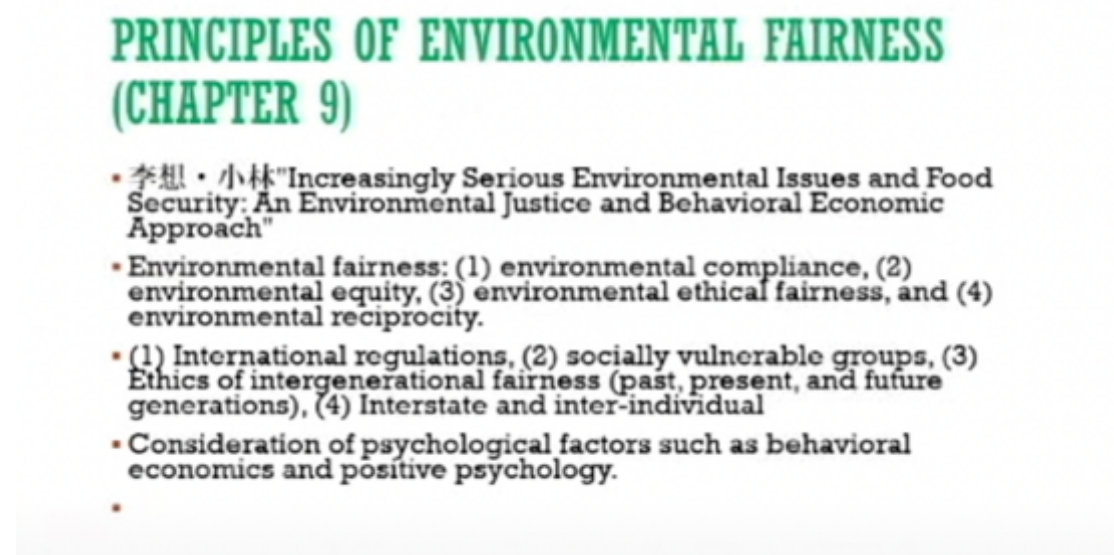 PRINCIPLES OF ENVIRONMENTAL FAIRNESS
(CHAPTER 9)
李想・小林"Increasingly Serious Environmental Issues and Food
Security: An Environmental Justice and Behavioral Economic
Approach"
Environmental fairness: (1) environmental compliance, (2)
environmental equity, (3) environmental ethical fairness, and (4)
environmental reciprocity.
(1) International regulations, (2) socially vulnerable groups, (3)
Ethics of intergenerational fairness (past, present, and future
generations), (4) Interstate and inter-individual
Consideration of psychological factors such as behavioral
economics and positive psychology.